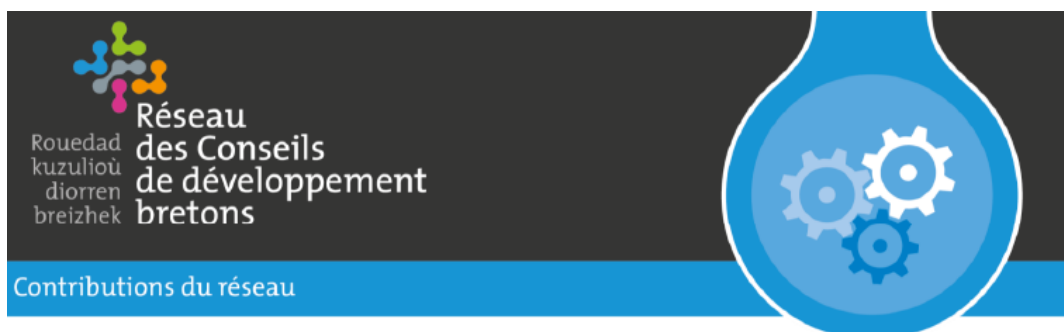 Réseau
des Conseils
de développement
bretons
Rouedad
kuzulioù
diorren
breizhek
Contributions du réseau